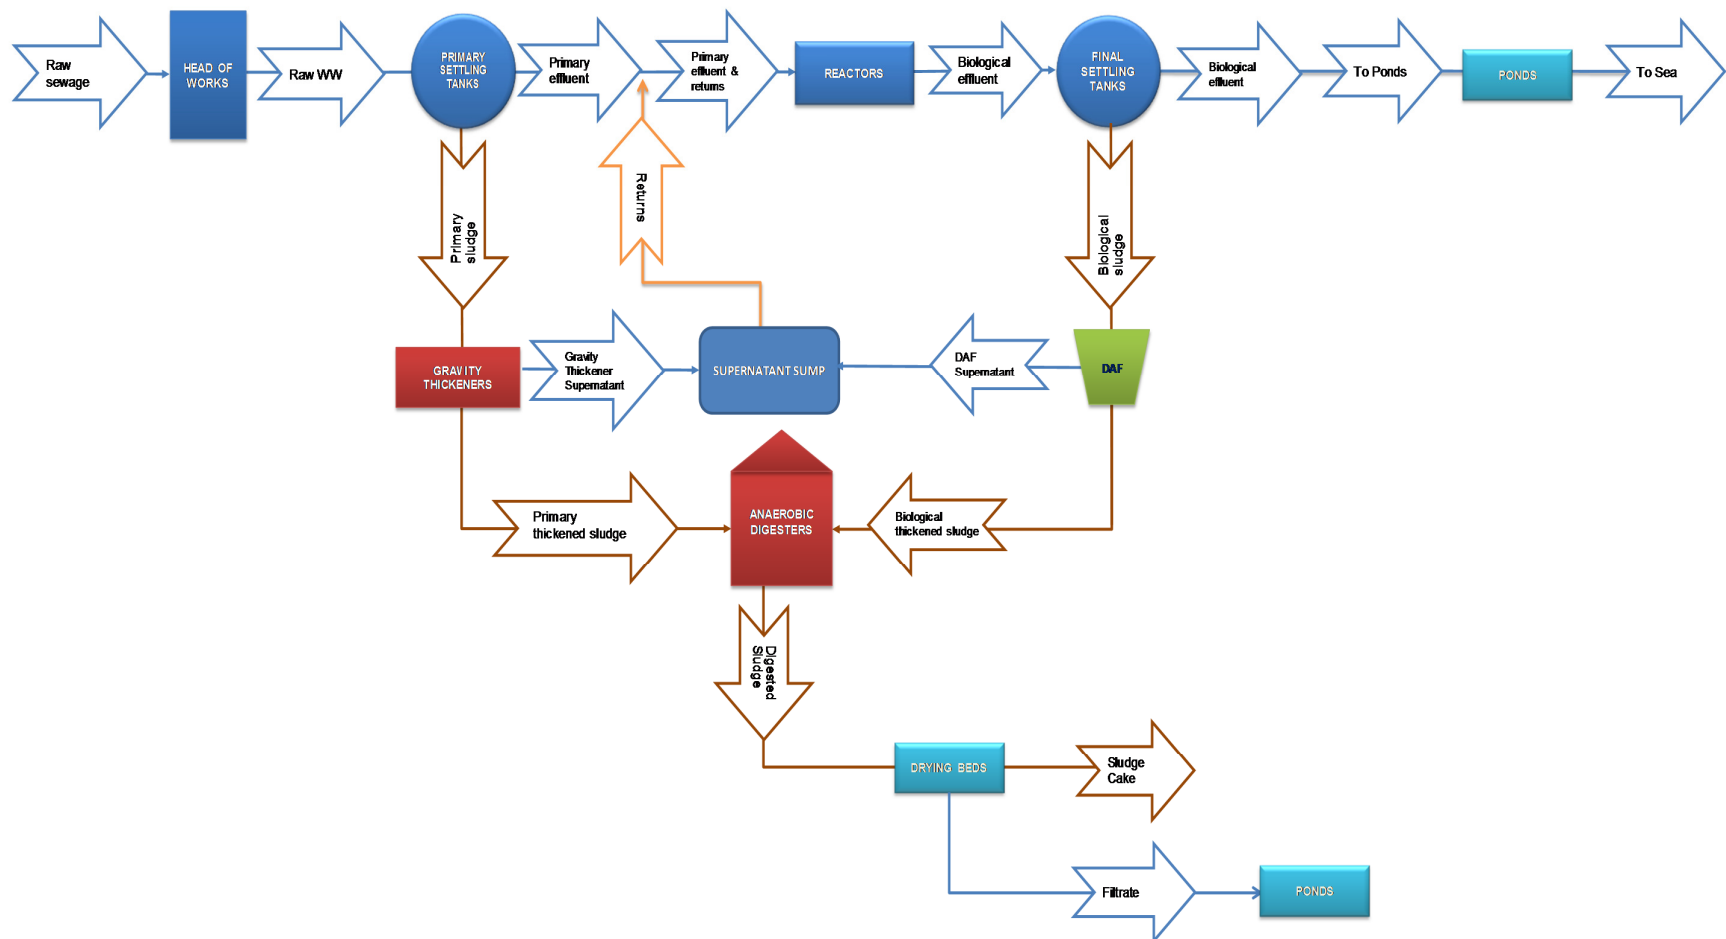 Raw
sewage
HEAD OF
WORKS
Raw WW
PRIMARY
SETTLING
TANKS
Primary
effluent
Primary
effluent &
returns
REACTORS
Biological
effluent
FINAL
SETTLING
TANKS
Biological
effluent
To Ponds
PONDS
To Sea
Primary
sludge
Returns
Biological
sludge
GRAVITY
THICKENERS
Gravity
Thickener
Supernatant
SUPERNATANT SUMP
DAF
Supernatant
DAF
Primary
thickened sludge
ANAEROBIC
DIGESTERS
Biological
thickened sludge
Digested
Sludge
DRYING BEDS
Sludge
Cake
Filtrate
PONDS